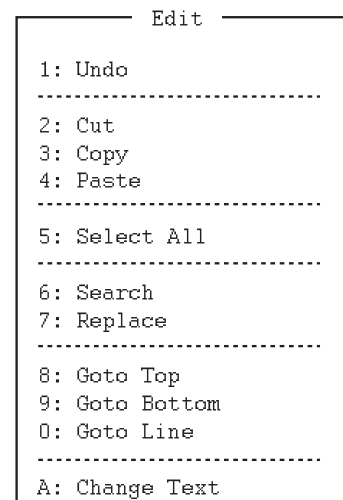 Edit
1: Undo
2: Cut
3: Copy
4: Paste
5: Select All
6: Search
7: Replace
8: Goto Top
9: Goto Bottom
0: Goto Line
A: Change Text